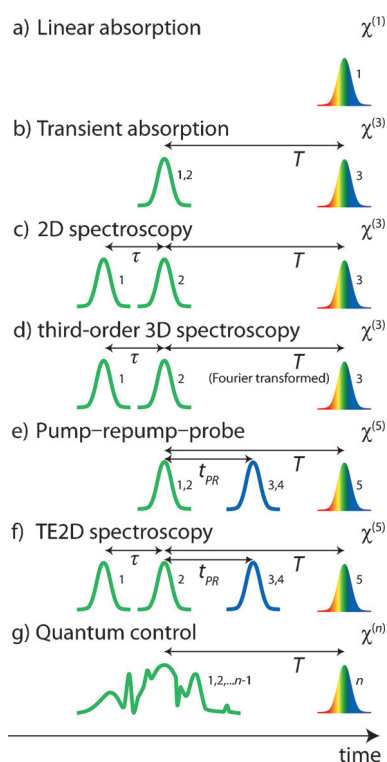 a) Linear absorption χ(1)
1
b) Transient absorption χ(3)
T
1,2 3
c) 2D spectroscopy χ(3)
τ T
1 2 3
d) third-order 3D spectroscopy χ(3)
τ T
(Fourier transformed)
1 2 3
e) Pump–repump–probe χ(5)
T
tPR
1,2 3,4 5
f) TE2D spectroscopy χ(5)
τ T
tPR
1 2 3,4 5
g) Quantum control χ(n)
T
1,2,...n-1 n
time